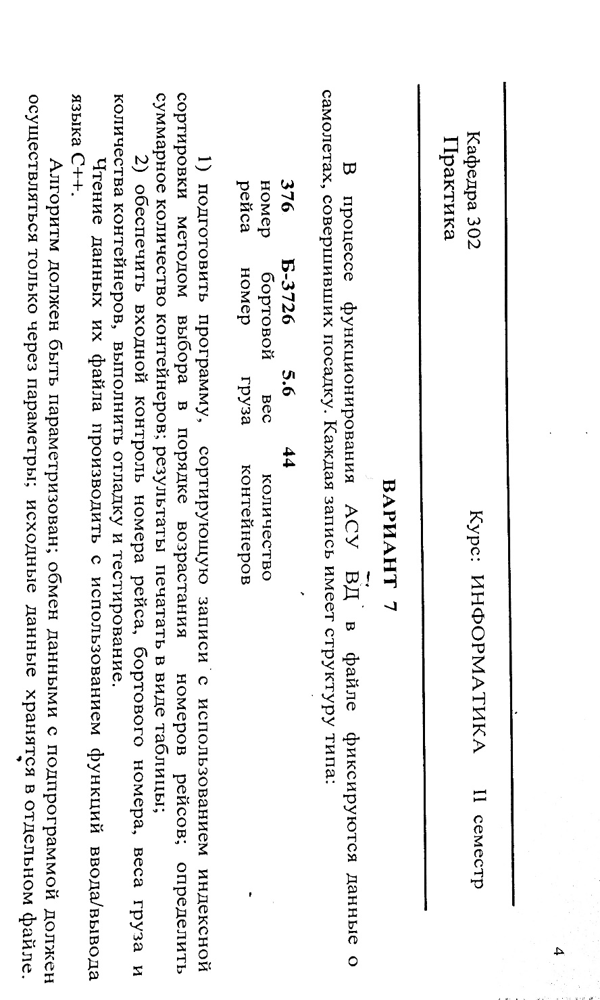 4
Кафедра 302 Курс: ИНФОРМАТИКА II семестр
Практика
ВАРИАНТ 7
В процессе функционирования АСУ ВД в файле фиксируются данные о
самолетах, совершивших посадку. Каждая запись имеет структуру типа:
376 Б-3726 5.6 44
номер бортовой вес количество
рейса номер груза контейнеров
1) подготовить программу, сортирующую записи с использованием индексной
сортировки методом выбора в порядке возрастания номеров рейсов; определить
суммарное количество контейнеров; результаты печатать в виде таблицы;
2) обеспечить входной контроль номера рейса, бортового номера, веса груза и
количества контейнеров, выполнить отладку и тестирование.
Чтение данных их файла производить с использованием функций ввода/вывода
языка С++.
Алгоритм должен быть параметризован; обмен данными с подпрограммой должен
осуществляться только через параметры; исходные данные хранятся в отдельном файле.